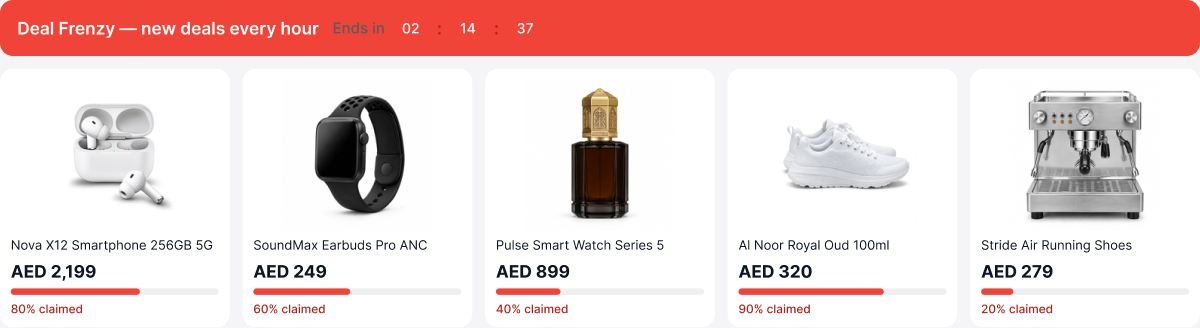 Deal Frenzy — new deals every hour Ends in 02 : 14 : 37
Nova X12 Smartphone 256GB 5G
AED 2,199
80% claimed
SoundMax Earbuds Pro ANC
AED 249
60% claimed
Pulse Smart Watch Series 5
AED 899
40% claimed
Al Noor Royal Oud 100ml
AED 320
90% claimed
Stride Air Running Shoes
AED 279
20% claimed